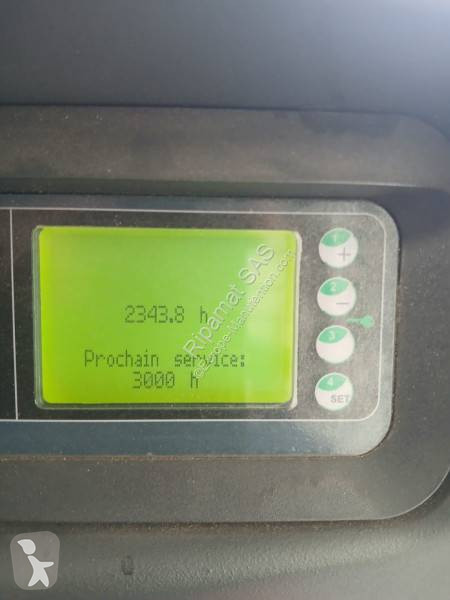 2343.8 h
Prochain service:
3000 h
1
+
2
−
3
4
SET
Ripamat SAS